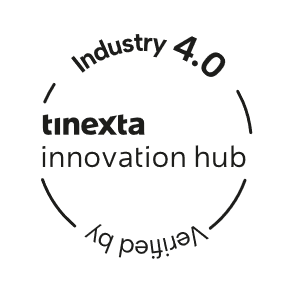 Industry 4.0
tinexta
innovation hub
Verified by